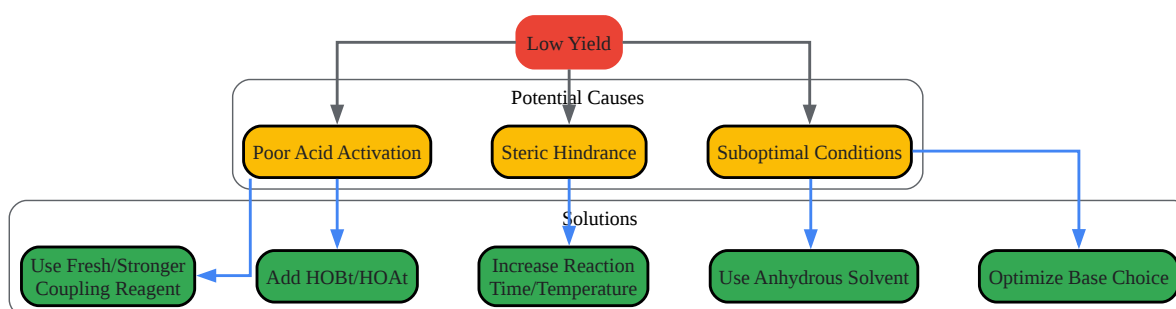 Low Yield
Potential Causes
Poor Acid Activation
Steric Hindrance
Suboptimal Conditions
Solutions
Use Fresh/Stronger
Coupling Reagent
Add HOBt/HOAt
Increase Reaction
Time/Temperature
Use Anhydrous Solvent
Optimize Base Choice